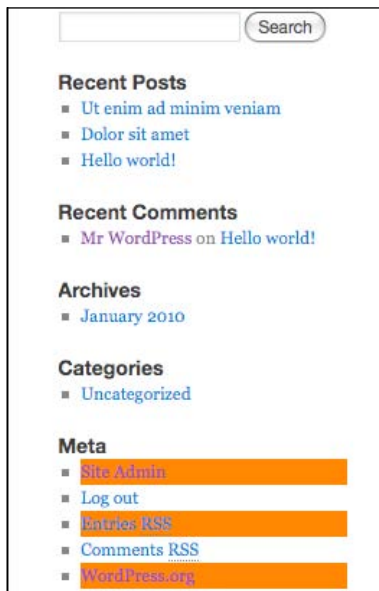 Search
Recent Posts
Ut enim ad minim veniam
Dolor sit amet
Hello world!
Recent Comments
Mr WordPress on Hello world!
Archives
January 2010
Categories
Uncategorized
Meta
Site Admin
Log out
Entries RSS
Comments RSS
WordPress.org